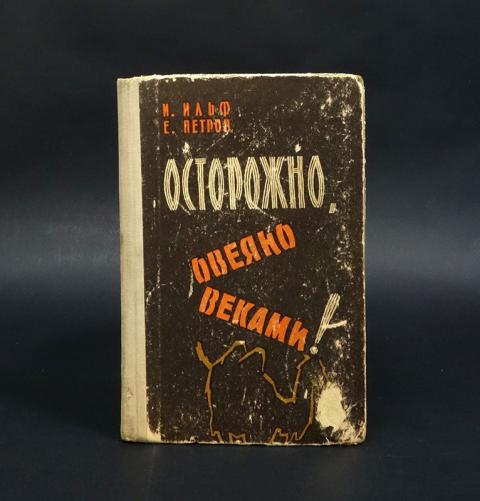 И. ИЛЬФ
Е. ПЕТРОВ
ОСТОРОЖНО,
ОВЕЯНО
ВЕКАМИ!